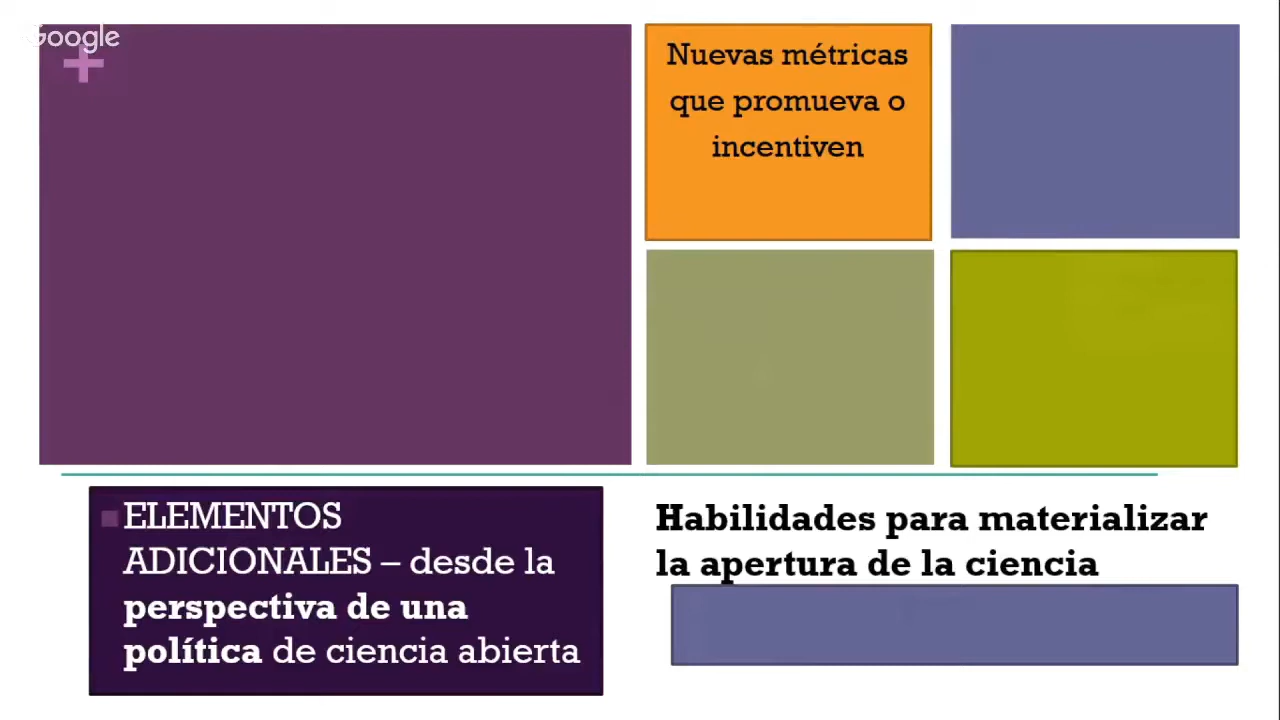 Google
+
Nuevas métricas
que promueva o
incentiven
ELEMENTOS
ADICIONALES – desde la
perspectiva de una
política de ciencia abierta
Habilidades para materializar
la apertura de la ciencia